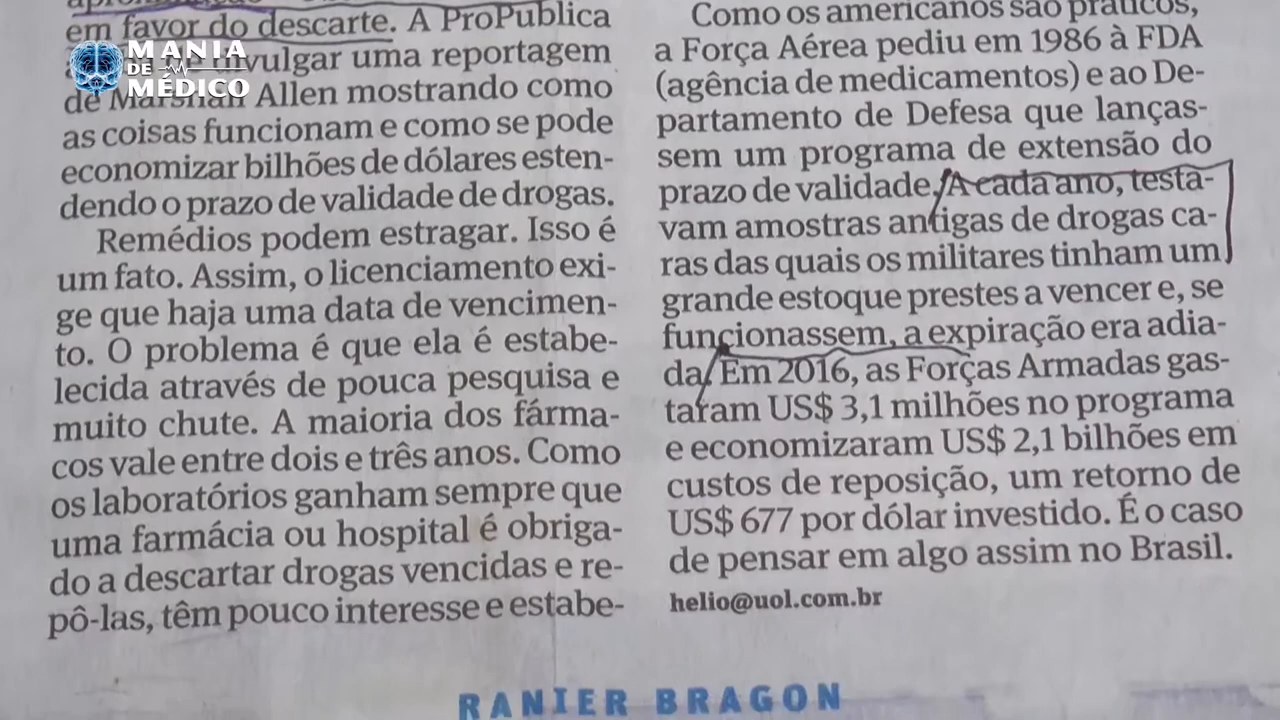 em favor do descarte. A ProPublica
MANIA
DE
MÉDICO
vulgar uma reportagem
de Marshall Allen mostrando como
as coisas funcionam e como se pode
economizar bilhões de dólares esten-
dendo o prazo de validade de drogas.
Remédios podem estragar. Isso é
um fato. Assim, o licenciamento exi-
ge que haja uma data de vencimen-
to. O problema é que ela é estabe-
lecida através de pouca pesquisa e
muito chute. A maioria dos fárma-
cos vale entre dois e três anos. Como
os laboratórios ganham sempre que
uma farmácia ou hospital é obriga-
do a descartar drogas vencidas e re-
pô-las, têm pouco interesse e estabe-
Como os americanos são práticos,
a Força Aérea pediu em 1986 à FDA
(agência de medicamentos) e ao De-
partamento de Defesa que lanças-
sem um programa de extensão do
prazo de validade. A cada ano, testa-
vam amostras antigas de drogas ca-
ras das quais os militares tinham um
grande estoque prestes a vencer e, se
funcionassem, a expiração era adia-
da. Em 2016, as Forças Armadas gas-
taram US$ 3,1 milhões no programa
e economizaram US$ 2,1 bilhões em
custos de reposição, um retorno de
US$ 677 por dólar investido. É o caso
de pensar em algo assim no Brasil.
helio@uol.com.br
RANIER BRAGON